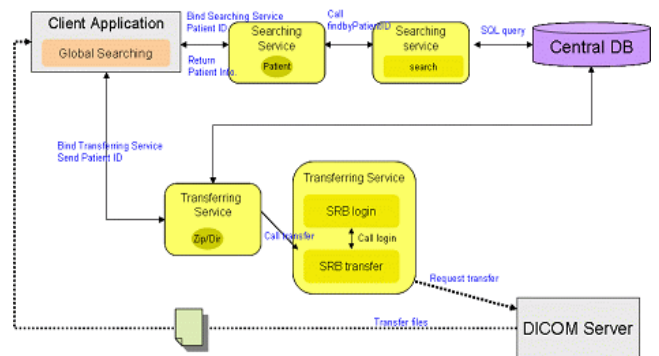 Client Application
Global Searching
Bind Searching Service
Patient ID
Return
Patient Info.
Searching
Service
Patient
Call
findbyPatientID
Searching
service
search
SQL query
Central DB
Bind Transferring Service
Send Patient ID
Transferring
Service
Zip/Dir
Call transfer
Transferring Service
SRB login
Call login
SRB transfer
Request transfer
Transfer files
DICOM Server